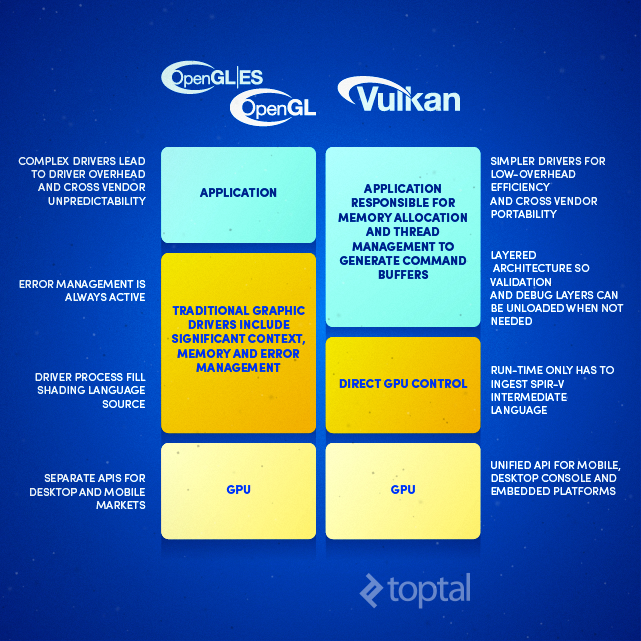 OpenGL|ES
OpenGL
Vulkan
COMPLEX DRIVERS LEAD
TO DRIVER OVERHEAD
AND CROSS VENDOR
UNPREDICTABILITY
ERROR MANAGEMENT IS
ALWAYS ACTIVE
DRIVER PROCESS FILL
SHADING LANGUAGE
SOURCE
SEPARATE APIS FOR
DESKTOP AND MOBILE
MARKETS
APPLICATION
TRADITIONAL GRAPHIC
DRIVERS INCLUDE
SIGNIFICANT CONTEXT,
MEMORY AND ERROR
MANAGEMENT
GPU
APPLICATION
RESPONSIBLE FOR
MEMORY ALLOCATION
AND THREAD
MANAGEMENT TO
GENERATE COMMAND
BUFFERS
DIRECT GPU CONTROL
GPU
SIMPLER DRIVERS FOR
LOW-OVERHEAD
EFFICIENCY
AND CROSS VENDOR
PORTABILITY
LAYERED
ARCHITECTURE SO
VALIDATION
AND DEBUG LAYERS CAN
BE UNLOADED WHEN NOT
NEEDED
RUN-TIME ONLY HAS TO
INGEST SPIR-V
INTERMEDIATE
LANGUAGE
UNIFIED API FOR MOBILE,
DESKTOP CONSOLE AND
EMBEDDED PLATFORMS
toptal